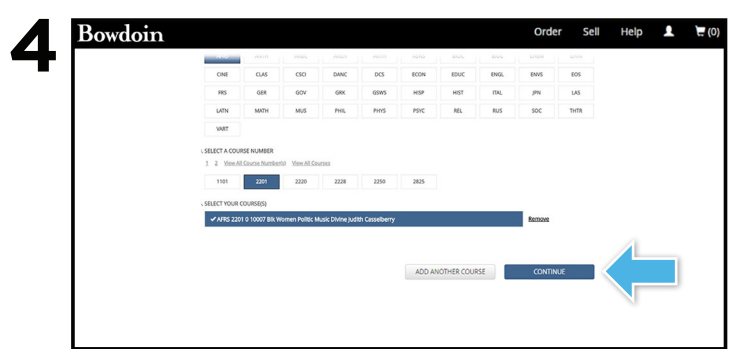 4
Bowdoin Order Sell Help (0)
CINE CLAS CSCI DANC DCS ECON EDUC ENGL ENVS EOS
FRS GER GOV GRK GSWS HISP HIST ITAL JPN LAS
LATN MATH MUS PHIL PHYS PSYC REL RUS SOC THTR
VART
SELECT A COURSE NUMBER
1 2 View All Course Number(s) View All Courses
1101 2201 2220 2228 2250 2825
SELECT YOUR COURSE(S)
✔ AFRS 2201 0 10007 Blk Women Politic Music Divine Judith Casselberry Remove
ADD ANOTHER COURSE CONTINUE